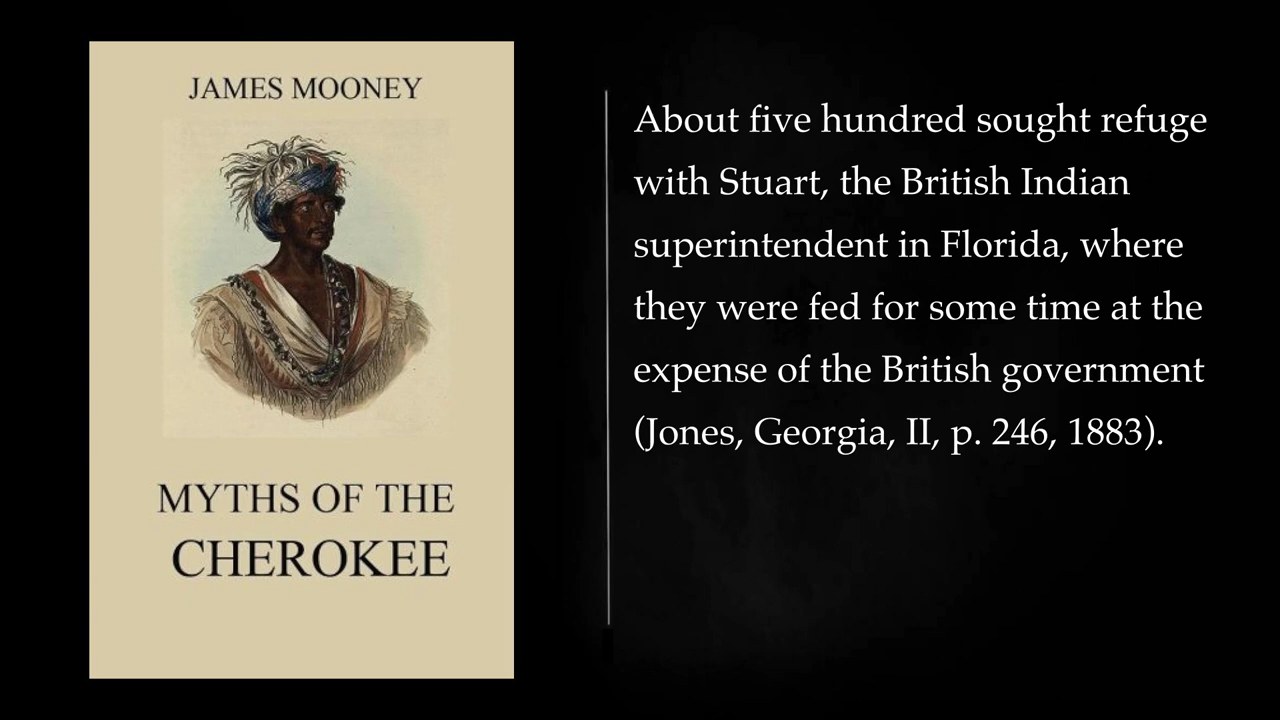 JAMES MOONEY
MYTHS OF THE
CHEROKEE
About five hundred sought refuge
with Stuart, the British Indian
superintendent in Florida, where
they were fed for some time at the
expense of the British government
(Jones, Georgia, II, p. 246, 1883).